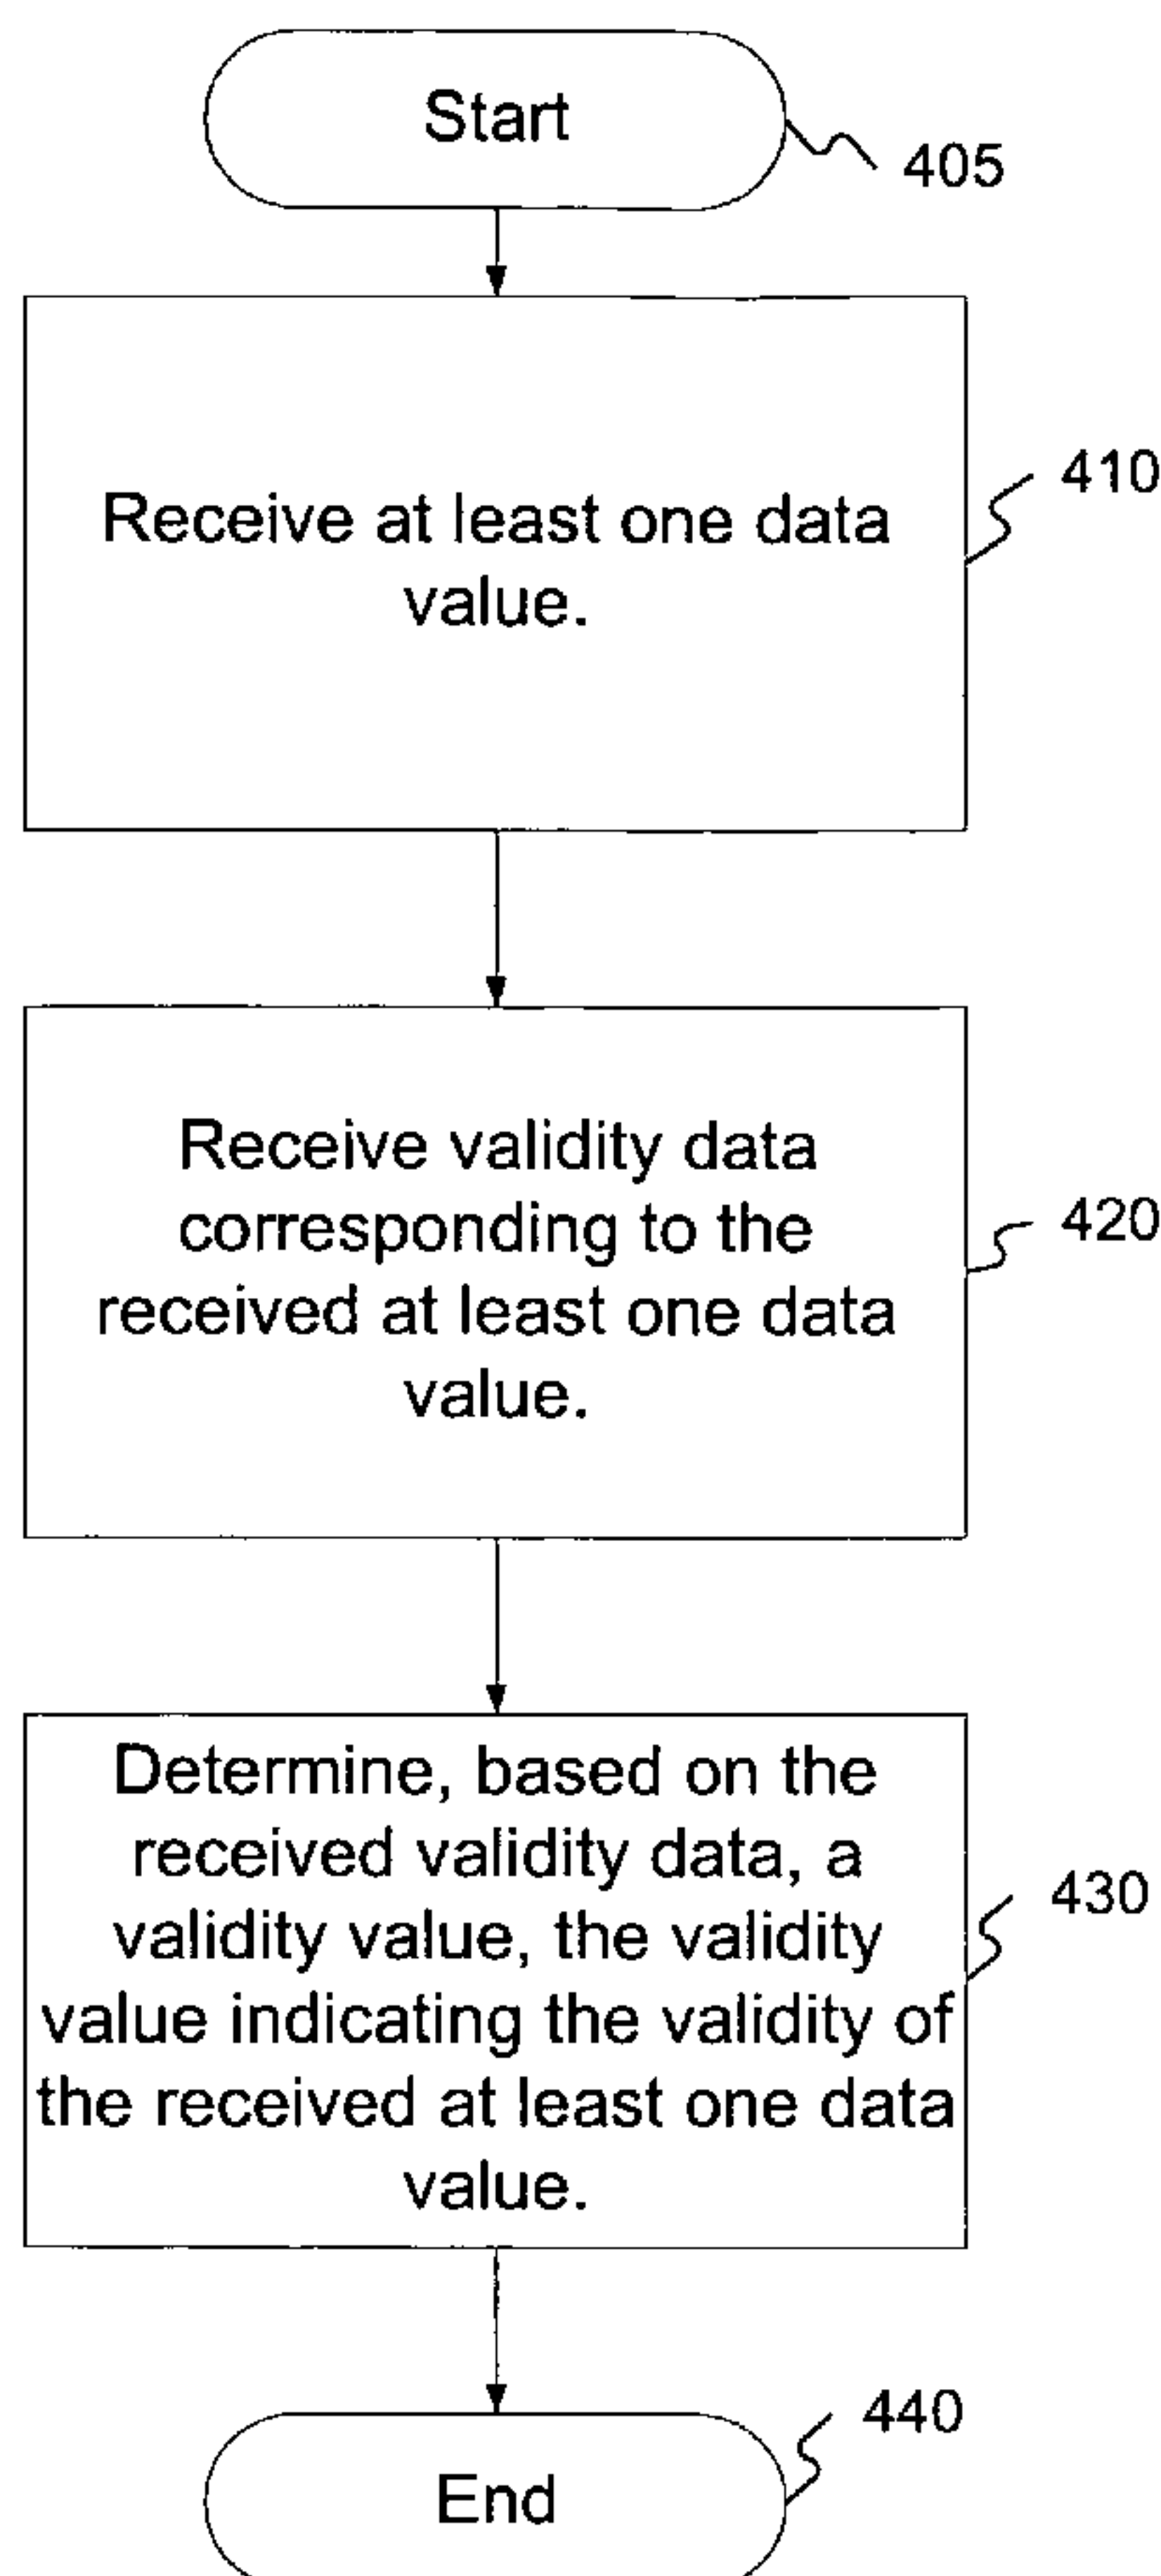 Start
405
Receive at least one data
value.
410
Receive validity data
corresponding to the
received at least one data
value.
420
Determine, based on the
received validity data, a
validity value, the validity
value indicating the validity of
the received at least one data
value.
430
End
440